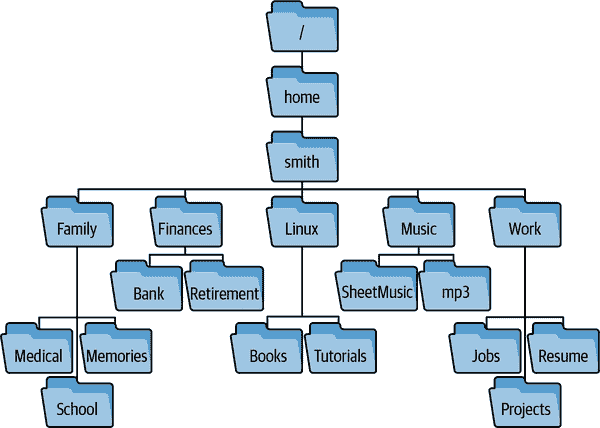 /
home
smith
Family
Finances
Linux
Music
Work
Bank
Retirement
SheetMusic
mp3
Medical
Memories
Books
Tutorials
Jobs
Resume
School
Projects